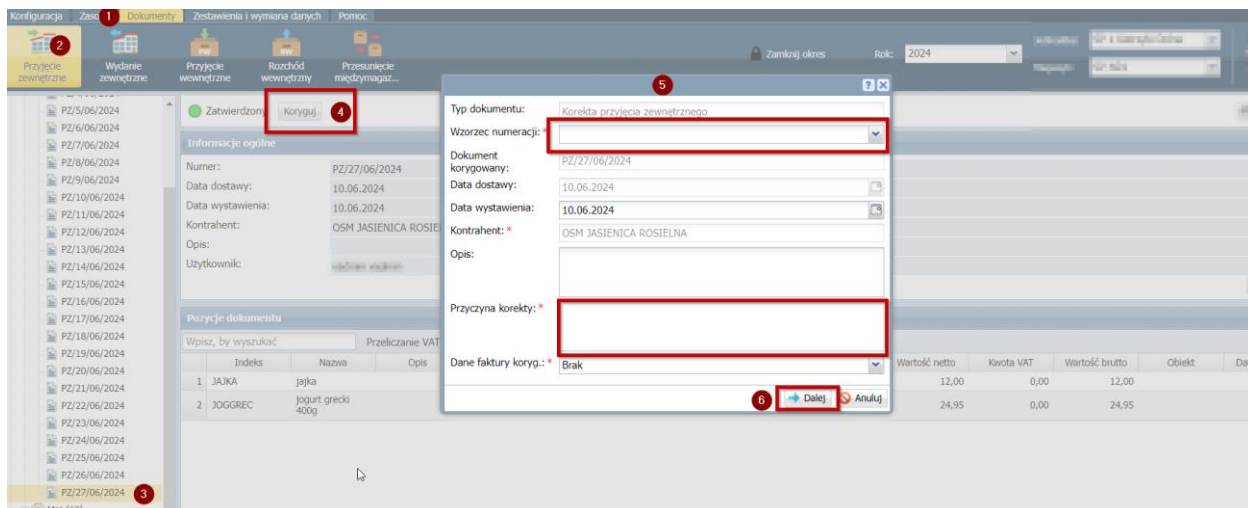 Konfiguracja Zaso 1 Dokumenty Zestawienia i wymiana danych Pomoc
2
Przyjęcie zewnętrzne
Wydanie zewnętrzne
Przyjęcie wewnętrzne
Rozchód wewnętrzny
Przesunięcie międzymagaz...
Zamknij okres
Rok: 2024
PZ/5/06/2024
PZ/6/06/2024
PZ/7/06/2024
PZ/8/06/2024
PZ/9/06/2024
PZ/10/06/2024
PZ/11/06/2024
PZ/12/06/2024
PZ/13/06/2024
PZ/14/06/2024
PZ/15/06/2024
PZ/16/06/2024
PZ/17/06/2024
PZ/18/06/2024
PZ/19/06/2024
PZ/20/06/2024
PZ/21/06/2024
PZ/22/06/2024
PZ/23/06/2024
PZ/24/06/2024
PZ/25/06/2024
PZ/26/06/2024
PZ/27/06/2024 3
Zatwierdzony Koryguj 4
Informacje ogólne
Numer: PZ/27/06/2024
Data dostawy: 10.06.2024
Data wystawienia: 10.06.2024
Kontrahent: OSM JASIENICA ROSIEL
Opis:
Użytkownik:
Pozycje dokumentu
Wpisz, by wyszukać Przeliczanie VAT
Indeks Nazwa Opis Wartość netto Kwota VAT Wartość brutto Obiekt Da
1 JAJKA jajka 12,00 0,00 12,00
2 JOGGREC jogurt grecki 400g 24,95 0,00 24,95
5
Typ dokumentu: Korekta przyjęcia zewnętrznego
Wzorzec numeracji: *
Dokument korygowany: PZ/27/06/2024
Data dostawy: 10.06.2024
Data wystawienia: 10.06.2024
Kontrahent: * OSM JASIENICA ROSIELNA
Opis:
Przyczyna korekty: *
Dane faktury koryg.: * Brak
6 Dalej Anuluj